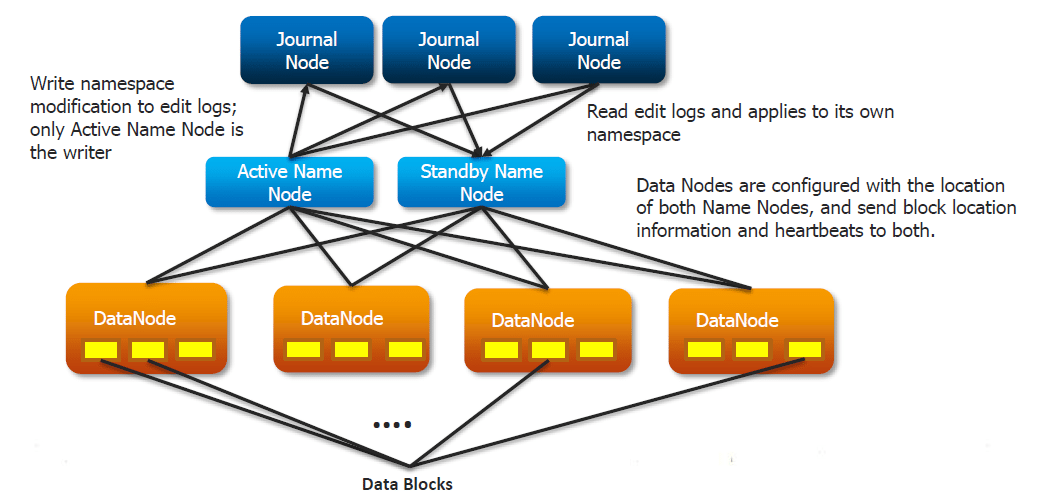 Journal
Node
Journal
Node
Journal
Node
Write namespace
modification to edit logs;
only Active Name Node is
the writer
Read edit logs and applies to its own
namespace
Active Name
Node
Standby Name
Node
Data Nodes are configured with the location
of both Name Nodes, and send block location
information and heartbeats to both.
DataNode
DataNode
DataNode
DataNode
....
Data Blocks